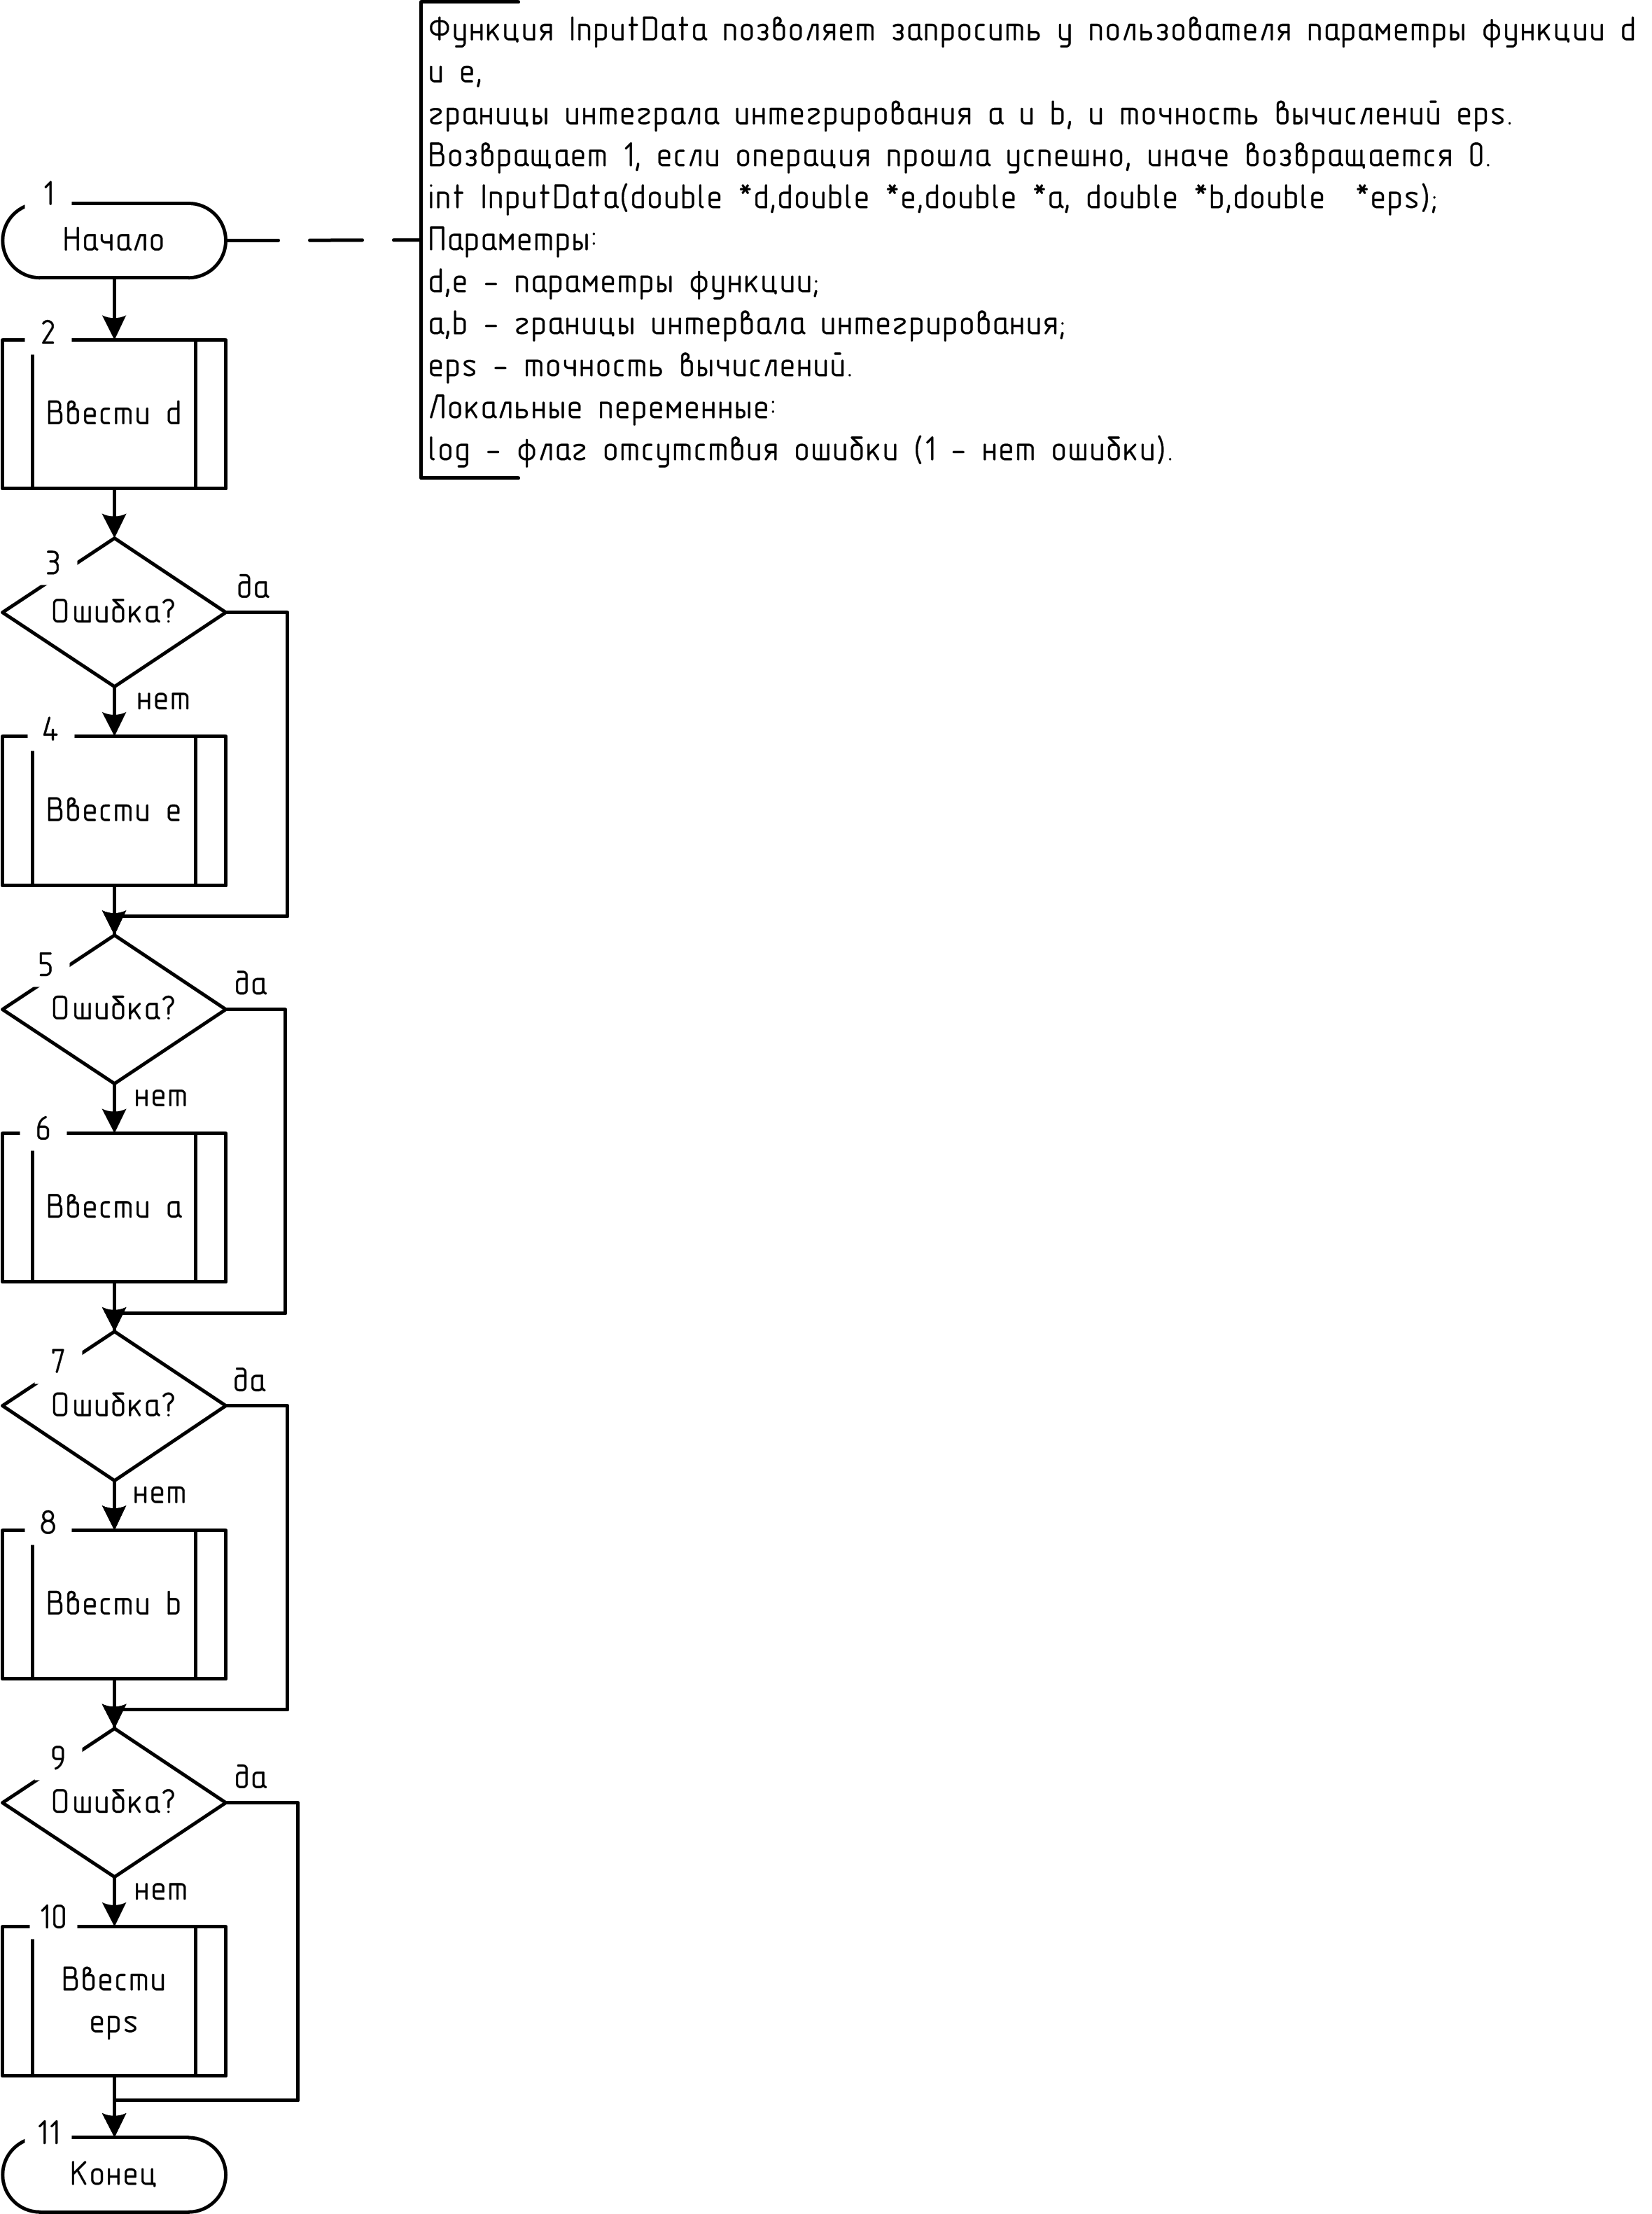 Функция InputData позволяет запросить у пользователя параметры функции d
и e,
границы интеграла интегрирования a и b, и точность вычислений eps.
Возвращает 1, если операция прошла успешно, иначе возвращается 0.
int InputData(double *d,double *e,double *a, double *b,double  *eps);
Параметры:
d,e - параметры функции;
a,b - границы интервала интегрирования;
eps - точность вычислений.
Локальные переменные:
log - флаг отсутствия ошибки (1 - нет ошибки).
1
Начало
2
Ввести d
3
Ошибка?
да
нет
4
Ввести e
5
Ошибка?
да
нет
6
Ввести a
7
Ошибка?
да
нет
8
Ввести b
9
Ошибка?
да
нет
10
Ввести
eps
11
Конец